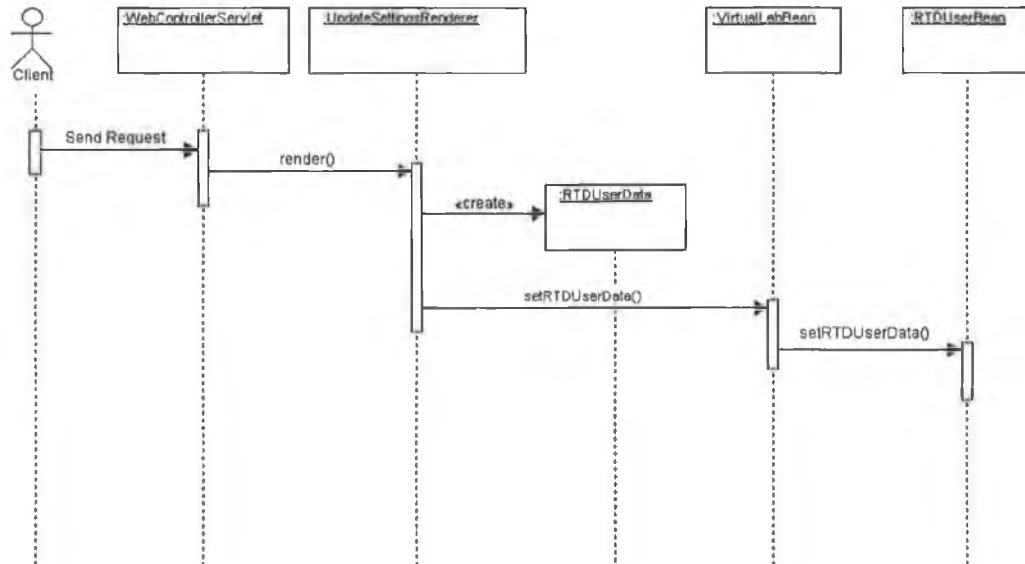 :WebControllerServlet
:UpdateSettingsRenderer
:VirtualLabBean
:RTDUserBean
Client
Send Request
render()
«create»
:RTDUserData
setRTDUserData()
setRTDUserData()